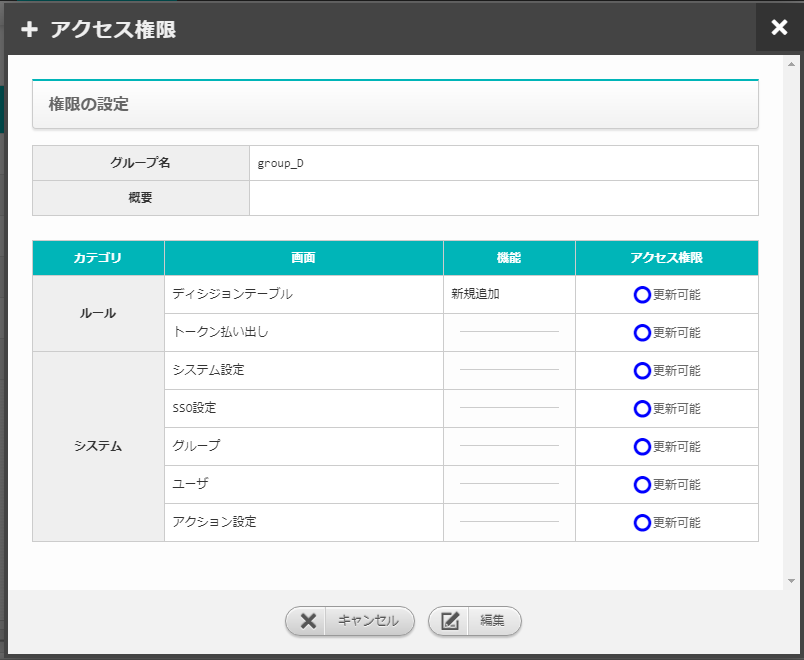 アクセス権限
権限の設定
グループ名 group_D
概要
カテゴリ 画面 機能 アクセス権限
ルール ディシジョンテーブル 新規追加 更新可能
トークン払い出し 更新可能
システム システム設定 更新可能
SSO設定 更新可能
グループ 更新可能
ユーザ 更新可能
アクション設定 更新可能
キャンセル 編集